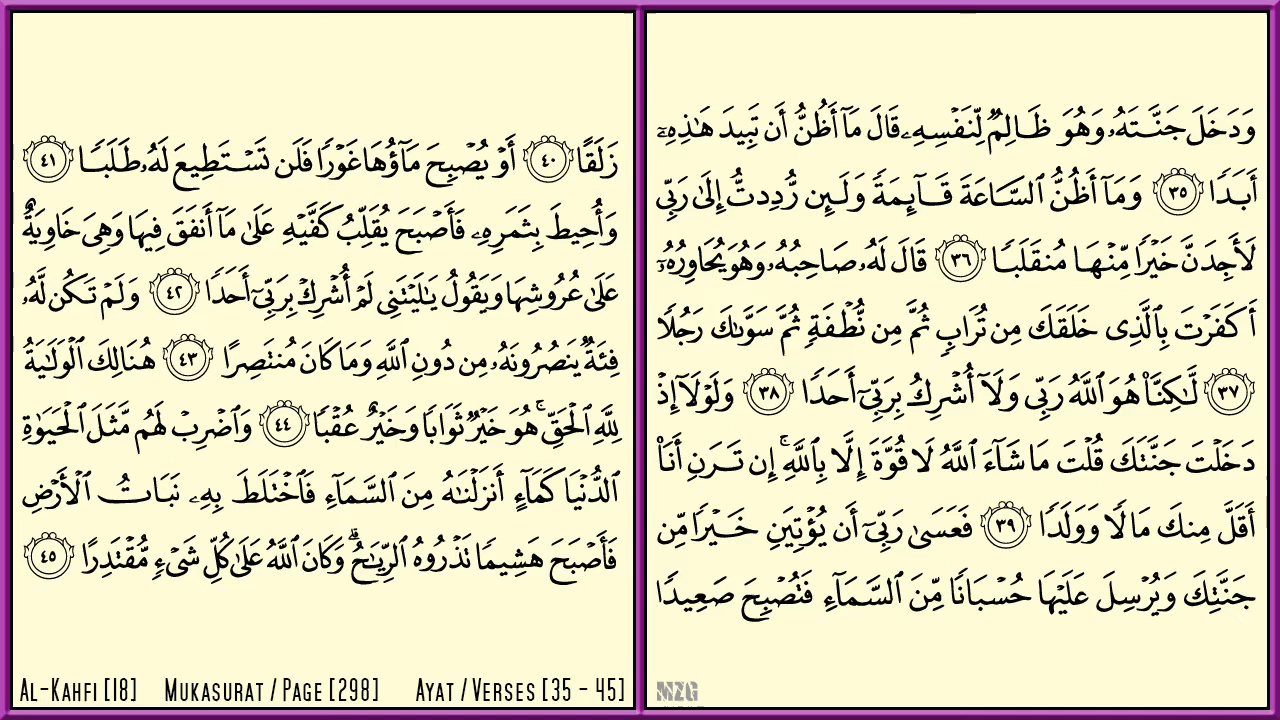 وَدَخَلَ جَنَّتَهُۥ وَهُوَ ظَالِمٌ لِّنَفْسِهِۦ قَالَ مَآ أَظُنُّ أَن تَبِيدَ هَٰذِهِۦٓ
أَبَدًا ٣٥ وَمَآ أَظُنُّ ٱلسَّاعَةَ قَآئِمَةً وَلَئِن رُّدِدتُّ إِلَىٰ رَبِّى
لَأَجِدَنَّ خَيْرًا مِّنْهَا مُنقَلَبًا ٣٦ قَالَ لَهُۥ صَاحِبُهُۥ وَهُوَ يُحَاوِرُهُۥٓ
أَكَفَرْتَ بِٱلَّذِى خَلَقَكَ مِن تُرَابٍ ثُمَّ مِن نُّطْفَةٍ ثُمَّ سَوَّىٰكَ رَجُلًا
٣٧ لَّٰكِنَّا۠ هُوَ ٱللَّهُ رَبِّى وَلَآ أُشْرِكُ بِرَبِّىٓ أَحَدًا ٣٨ وَلَوْلَآ إِذْ
دَخَلْتَ جَنَّتَكَ قُلْتَ مَا شَآءَ ٱللَّهُ لَا قُوَّةَ إِلَّا بِٱللَّهِ ۚ إِن تَرَنِ أَنَا۠
أَقَلَّ مِنكَ مَالًا وَوَلَدًا ٣٩ فَعَسَىٰ رَبِّىٓ أَن يُؤْتِيَنِ خَيْرًا مِّن
جَنَّتِكَ وَيُرْسِلَ عَلَيْهَا حُسْبَانًا مِّنَ ٱلسَّمَآءِ فَتُصْبِحَ صَعِيدًا
زَلَقًا ٤٠ أَوْ يُصْبِحَ مَآؤُهَا غَوْرًا فَلَن تَسْتَطِيعَ لَهُۥ طَلَبًا ٤١
وَأُحِيطَ بِثَمَرِهِۦ فَأَصْبَحَ يُقَلِّبُ كَفَّيْهِ عَلَىٰ مَآ أَنفَقَ فِيهَا وَهِىَ خَاوِيَةٌ
عَلَىٰ عُرُوشِهَا وَيَقُولُ يَٰلَيْتَنِى لَمْ أُشْرِكْ بِرَبِّىٓ أَحَدًا ٤٢ وَلَمْ تَكُن لَّهُۥ
فِئَةٌ يَنصُرُونَهُۥ مِن دُونِ ٱللَّهِ وَمَا كَانَ مُنتَصِرًا ٤٣ هُنَالِكَ ٱلْوَلَٰيَةُ
لِلَّهِ ٱلْحَقِّ ۚ هُوَ خَيْرٌ ثَوَابًا وَخَيْرٌ عُقْبًا ٤٤ وَٱضْرِبْ لَهُم مَّثَلَ ٱلْحَيَوٰةِ
ٱلدُّنْيَا كَمَآءٍ أَنزَلْنَٰهُ مِنَ ٱلسَّمَآءِ فَٱخْتَلَطَ بِهِۦ نَبَاتُ ٱلْأَرْضِ
فَأَصْبَحَ هَشِيمًا تَذْرُوهُ ٱلرِّيَٰحُ ۗ وَكَانَ ٱللَّهُ عَلَىٰ كُلِّ شَىْءٍ مُّقْتَدِرًا ٤٥
Al-Kahfi [18] Mukasurat / Page [298] Ayat / Verses [35 - 45]
MZG